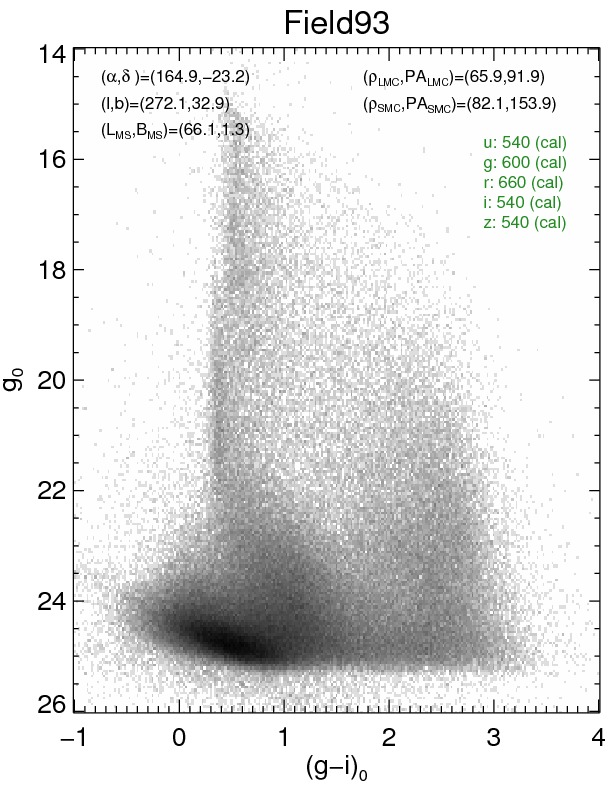 Field93
(α,δ )=(164.9,−23.2)
(ρLMC,PALMC)=(65.9,91.9)
(l,b)=(272.1,32.9)
(ρSMC,PASMC)=(82.1,153.9)
(LMS,BMS)=(66.1,1.3)
u: 540 (cal)
g: 600 (cal)
r: 660 (cal)
i: 540 (cal)
z: 540 (cal)
14
16
18
20
22
24
26
g0
−1 0 1 2 3 4
(g−i)0